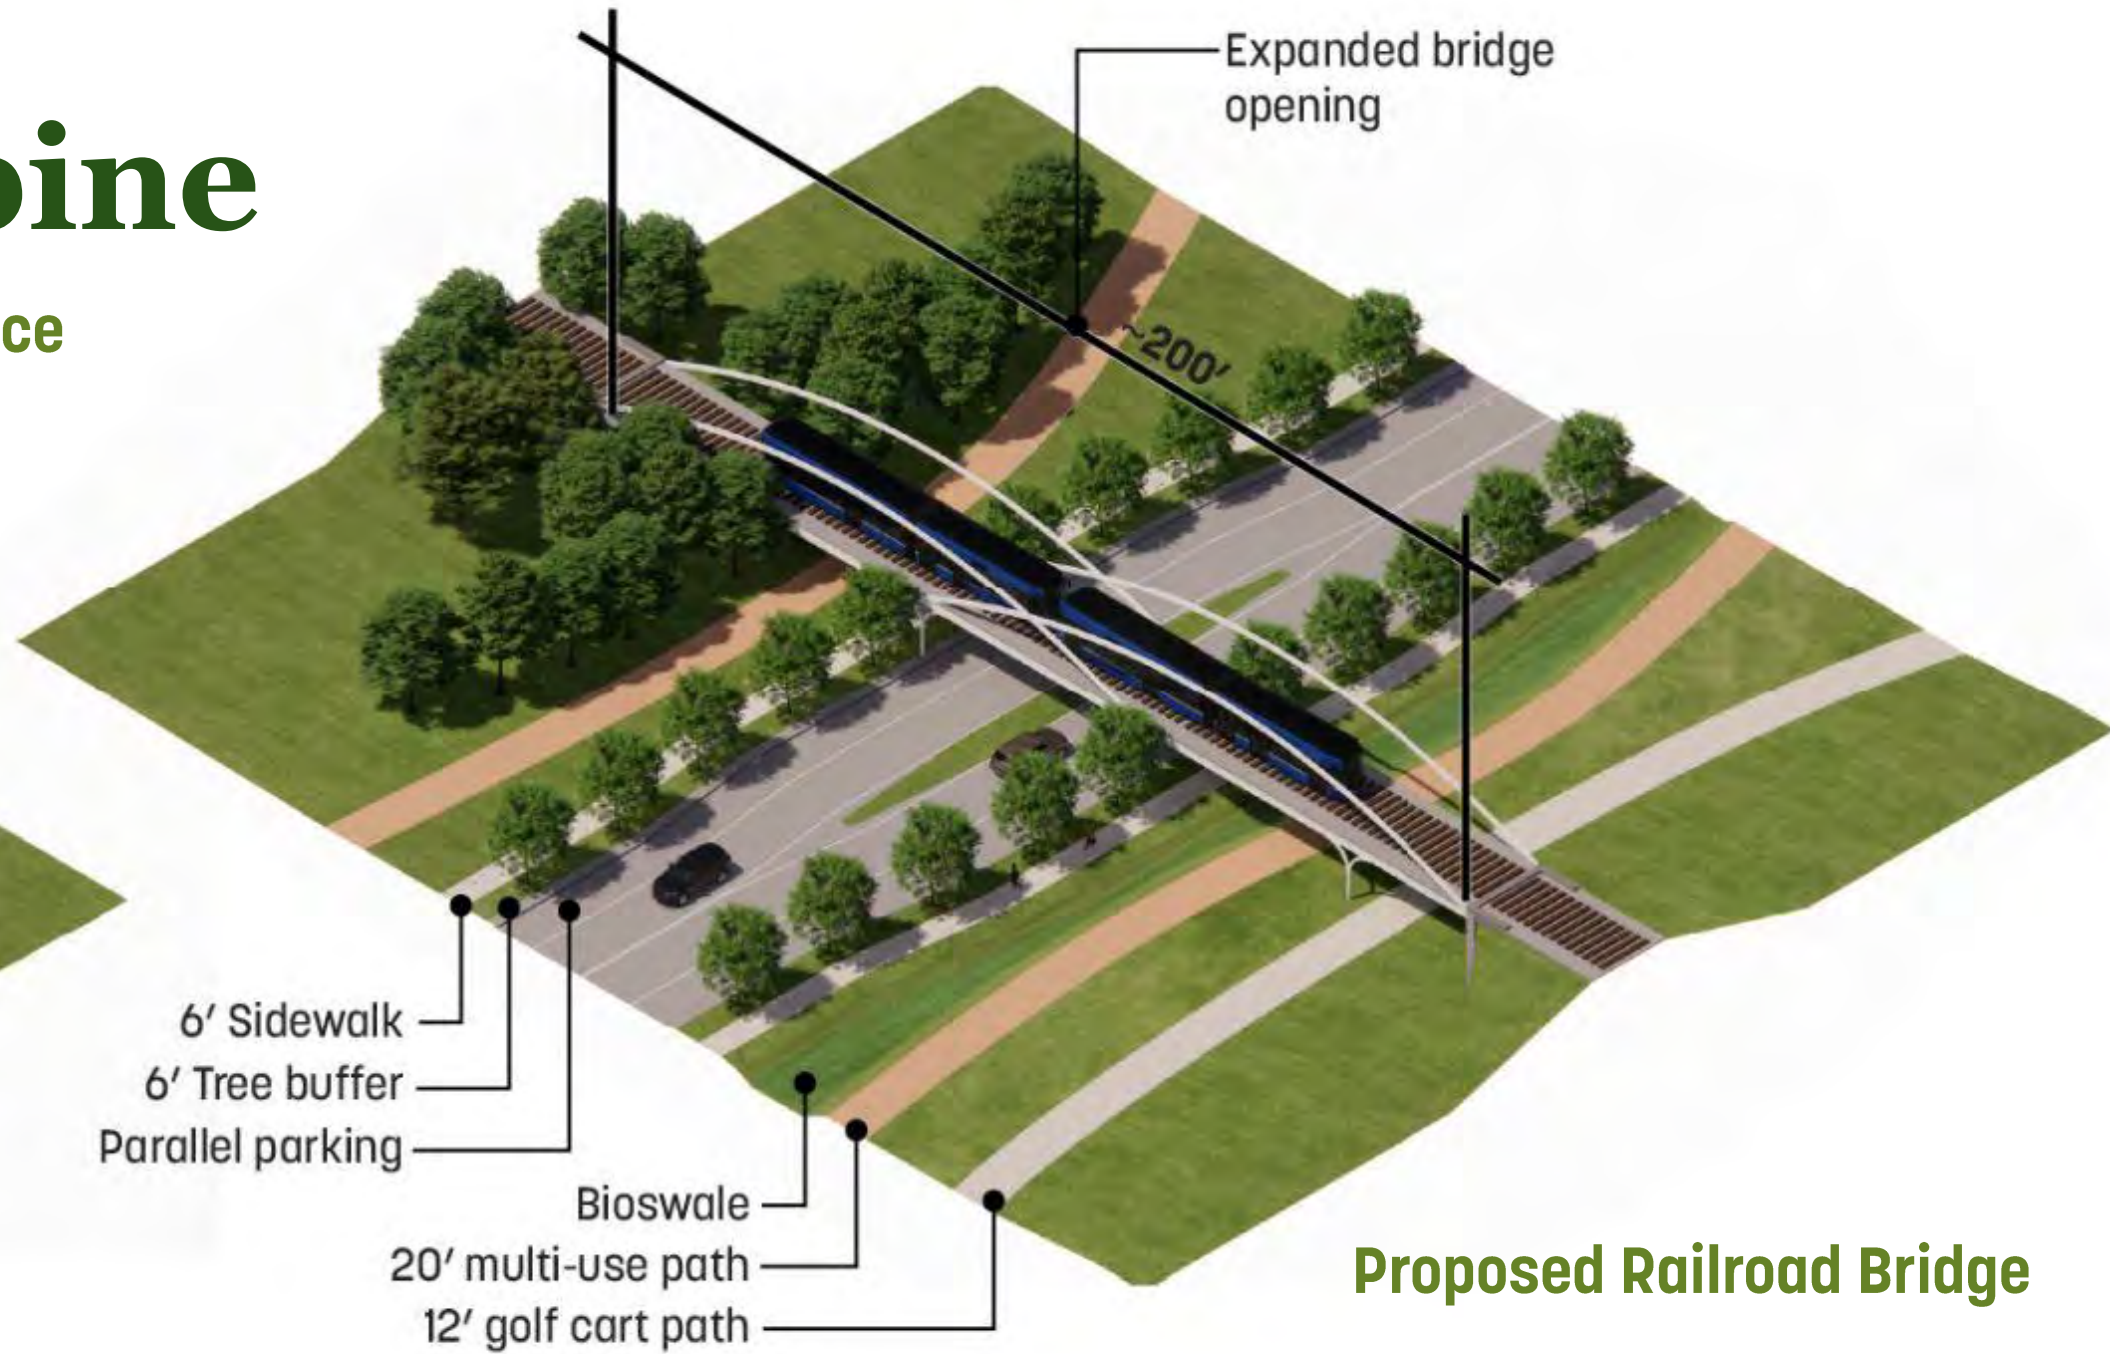 pine
ce
Expanded bridge
opening
~200′
6′ Sidewalk
6′ Tree buffer
Parallel parking
Bioswale
20′ multi-use path
12′ golf cart path
Proposed Railroad Bridge